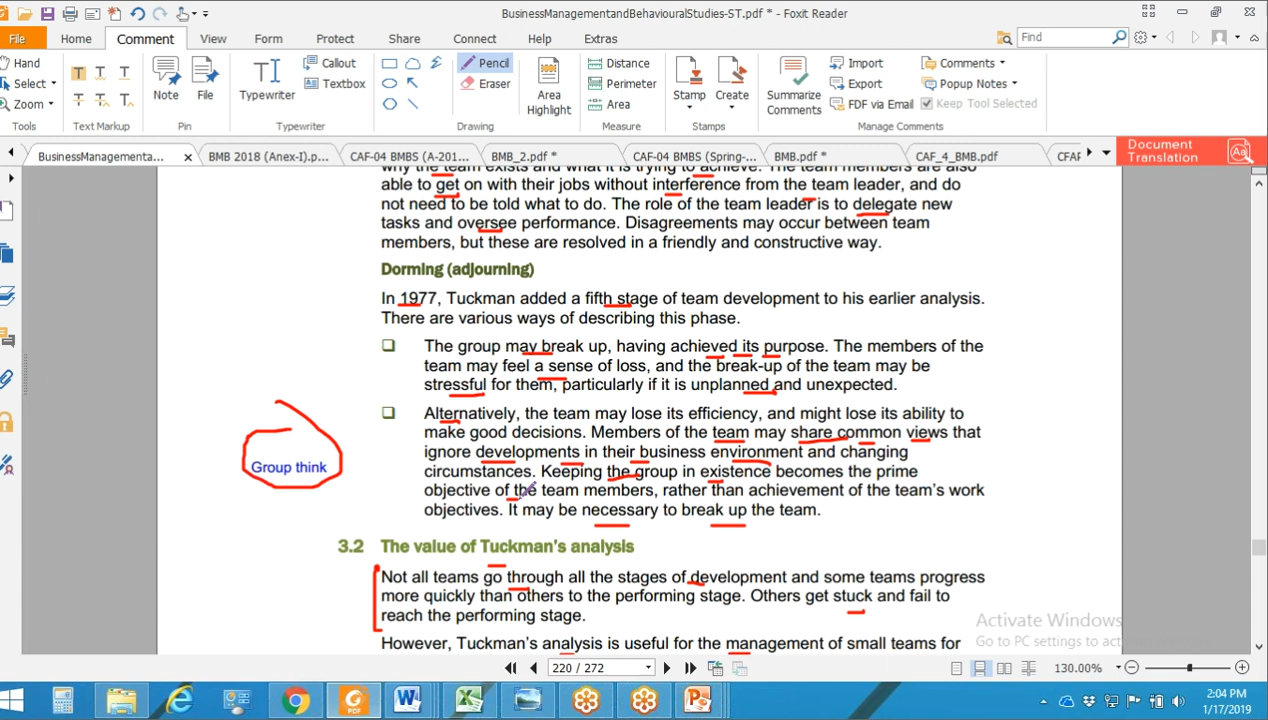 BusinessManagementandBehaviouralStudies-ST.pdf * - Foxit Reader
File Home Comment View Form Protect Share Connect Help Extras Find
Hand
Select
Zoom
Tools
Text Markup
Note File
Pin
Typewriter
Callout
Textbox
Typewriter
Pencil
Eraser
Area Highlight
Drawing
Distance
Perimeter
Area
Measure
Stamp Create
Stamps
Summarize Comments
Import
Export
FDF via Email
Comments
Popup Notes
Keep Tool Selected
Manage Comments
BusinessManagementa... BMB 2018 (Anex-I).p... CAF-04 BMBS (A-201... BMB_2.pdf * CAF-04 BMBS (Spring-... BMB.pdf * CAF_4_BMB.pdf CFAP
Document Translation
why the team exists and what it is trying to achieve. The team members are also
able to get on with their jobs without interference from the team leader, and do
not need to be told what to do. The role of the team leader is to delegate new
tasks and oversee performance. Disagreements may occur between team
members, but these are resolved in a friendly and constructive way.
Dorming (adjourning)
In 1977, Tuckman added a fifth stage of team development to his earlier analysis.
There are various ways of describing this phase.
The group may break up, having achieved its purpose. The members of the
team may feel a sense of loss, and the break-up of the team may be
stressful for them, particularly if it is unplanned and unexpected.
Alternatively, the team may lose its efficiency, and might lose its ability to
make good decisions. Members of the team may share common views that
ignore developments in their business environment and changing
circumstances. Keeping the group in existence becomes the prime
objective of the team members, rather than achievement of the team's work
objectives. It may be necessary to break up the team.
Group think
3.2 The value of Tuckman's analysis
Not all teams go through all the stages of development and some teams progress
more quickly than others to the performing stage. Others get stuck and fail to
reach the performing stage.
However, Tuckman's analysis is useful for the management of small teams for
Activate Windows
Go to PC settings to act
220 / 272
130.00%
2:04 PM
1/17/2019